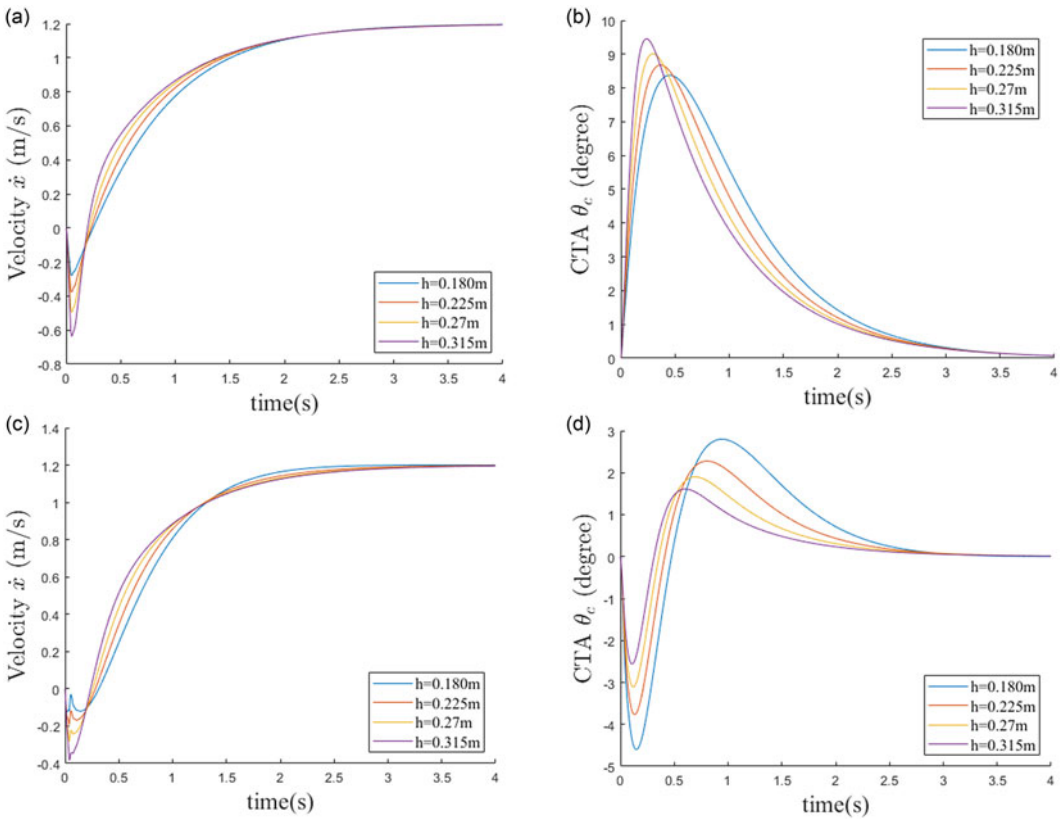 (a)
1.2
1
0.8
0.6
0.4
0.2
0
-0.2
-0.4
-0.6
-0.8
Velocity ẋ (m/s)
h=0.180m
h=0.225m
h=0.27m
h=0.315m
0 0.5 1 1.5 2 2.5 3 3.5 4
time(s)
(b)
10
9
8
7
6
5
4
3
2
1
0
CTA θc (degree)
h=0.180m
h=0.225m
h=0.27m
h=0.315m
0 0.5 1 1.5 2 2.5 3 3.5 4
time(s)
(c)
1.4
1.2
1
0.8
0.6
0.4
0.2
0
-0.2
-0.4
Velocity ẋ (m/s)
h=0.180m
h=0.225m
h=0.27m
h=0.315m
0 0.5 1 1.5 2 2.5 3 3.5 4
time(s)
(d)
3
2
1
0
-1
-2
-3
-4
-5
CTA θc (degree)
h=0.180m
h=0.225m
h=0.27m
h=0.315m
0 0.5 1 1.5 2 2.5 3 3.5 4
time(s)